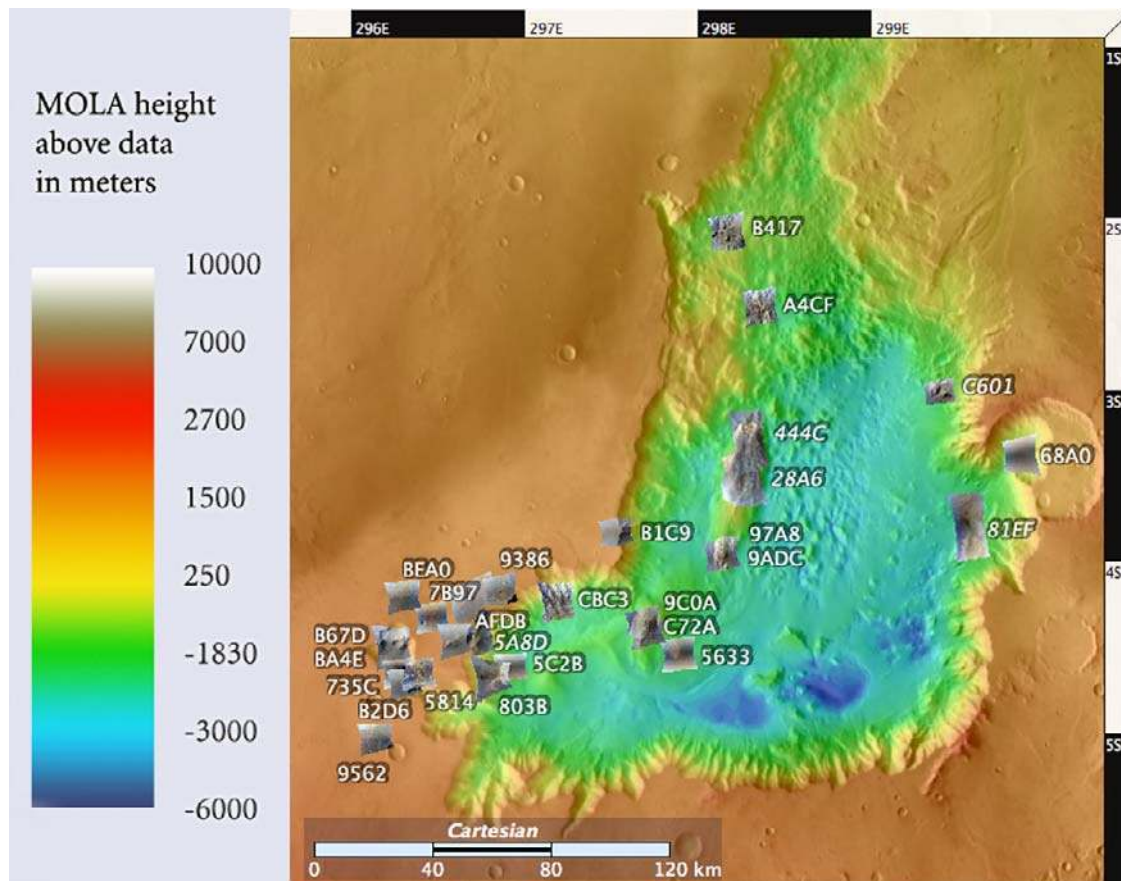 MOLA height
above data
in meters
10000
7000
2700
1500
250
-1830
-3000
-6000
296E
297E
298E
299E
1S
2S
3S
4S
5S
B417
A4CF
C601
444C
68A0
28A6
81EF
B1C9
97A8
9ADC
9386
BEA0
7B97
CBC3
9C0A
AFDB
C72A
B67D
5A8D
BA4E
5C2B
5633
735C
5814
803B
B2D6
9562
Cartesian
0 40 80 120 km